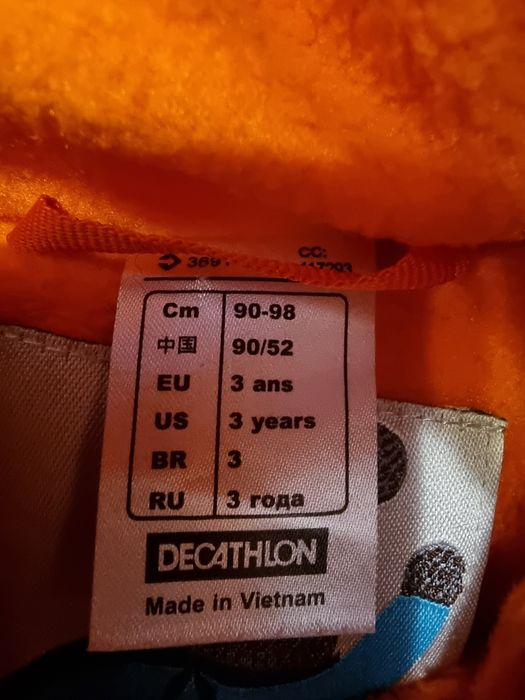 CC:
Cm 90-98
中国 90/52
EU 3 ans
US 3 years
BR 3
RU 3 года
DECATHLON
Made in Vietnam